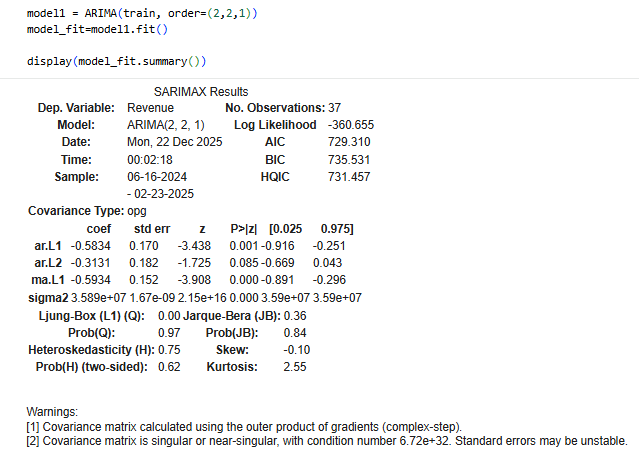 model1 = ARIMA(train, order=(2,2,1))
model_fit=model1.fit()
display(model_fit.summary())
SARIMAX Results
Dep. Variable: Revenue No. Observations: 37
Model: ARIMA(2, 2, 1) Log Likelihood -360.655
Date: Mon, 22 Dec 2025 AIC 729.310
Time: 00:02:18 BIC 735.531
Sample: 06-16-2024 HQIC 731.457
- 02-23-2025
Covariance Type: opg
coef std err z P>|z| [0.025 0.975]
ar.L1 -0.5834 0.170 -3.438 0.001 -0.916 -0.251
ar.L2 -0.3131 0.182 -1.725 0.085 -0.669 0.043
ma.L1 -0.5934 0.152 -3.908 0.000 -0.891 -0.296
sigma2 3.589e+07 1.67e-09 2.15e+16 0.000 3.59e+07 3.59e+07
Ljung-Box (L1) (Q): 0.00 Jarque-Bera (JB): 0.36
Prob(Q): 0.97 Prob(JB): 0.84
Heteroskedasticity (H): 0.75 Skew: -0.10
Prob(H) (two-sided): 0.62 Kurtosis: 2.55
Warnings:
[1] Covariance matrix calculated using the outer product of gradients (complex-step).
[2] Covariance matrix is singular or near-singular, with condition number 6.72e+32. Standard errors may be unstable.